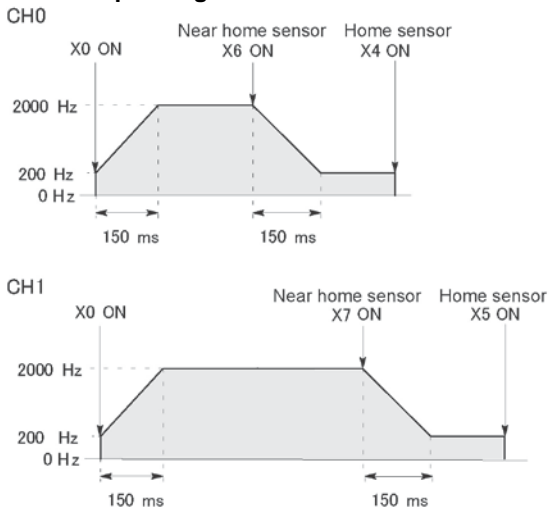 CH0
Near home sensor Home sensor
X0 ON X6 ON X4 ON
2000 Hz
200 Hz
0 Hz
150 ms 150 ms
CH1
Near home sensor Home sensor
X0 ON X7 ON X5 ON
2000 Hz
200 Hz
0 Hz
150 ms 150 ms